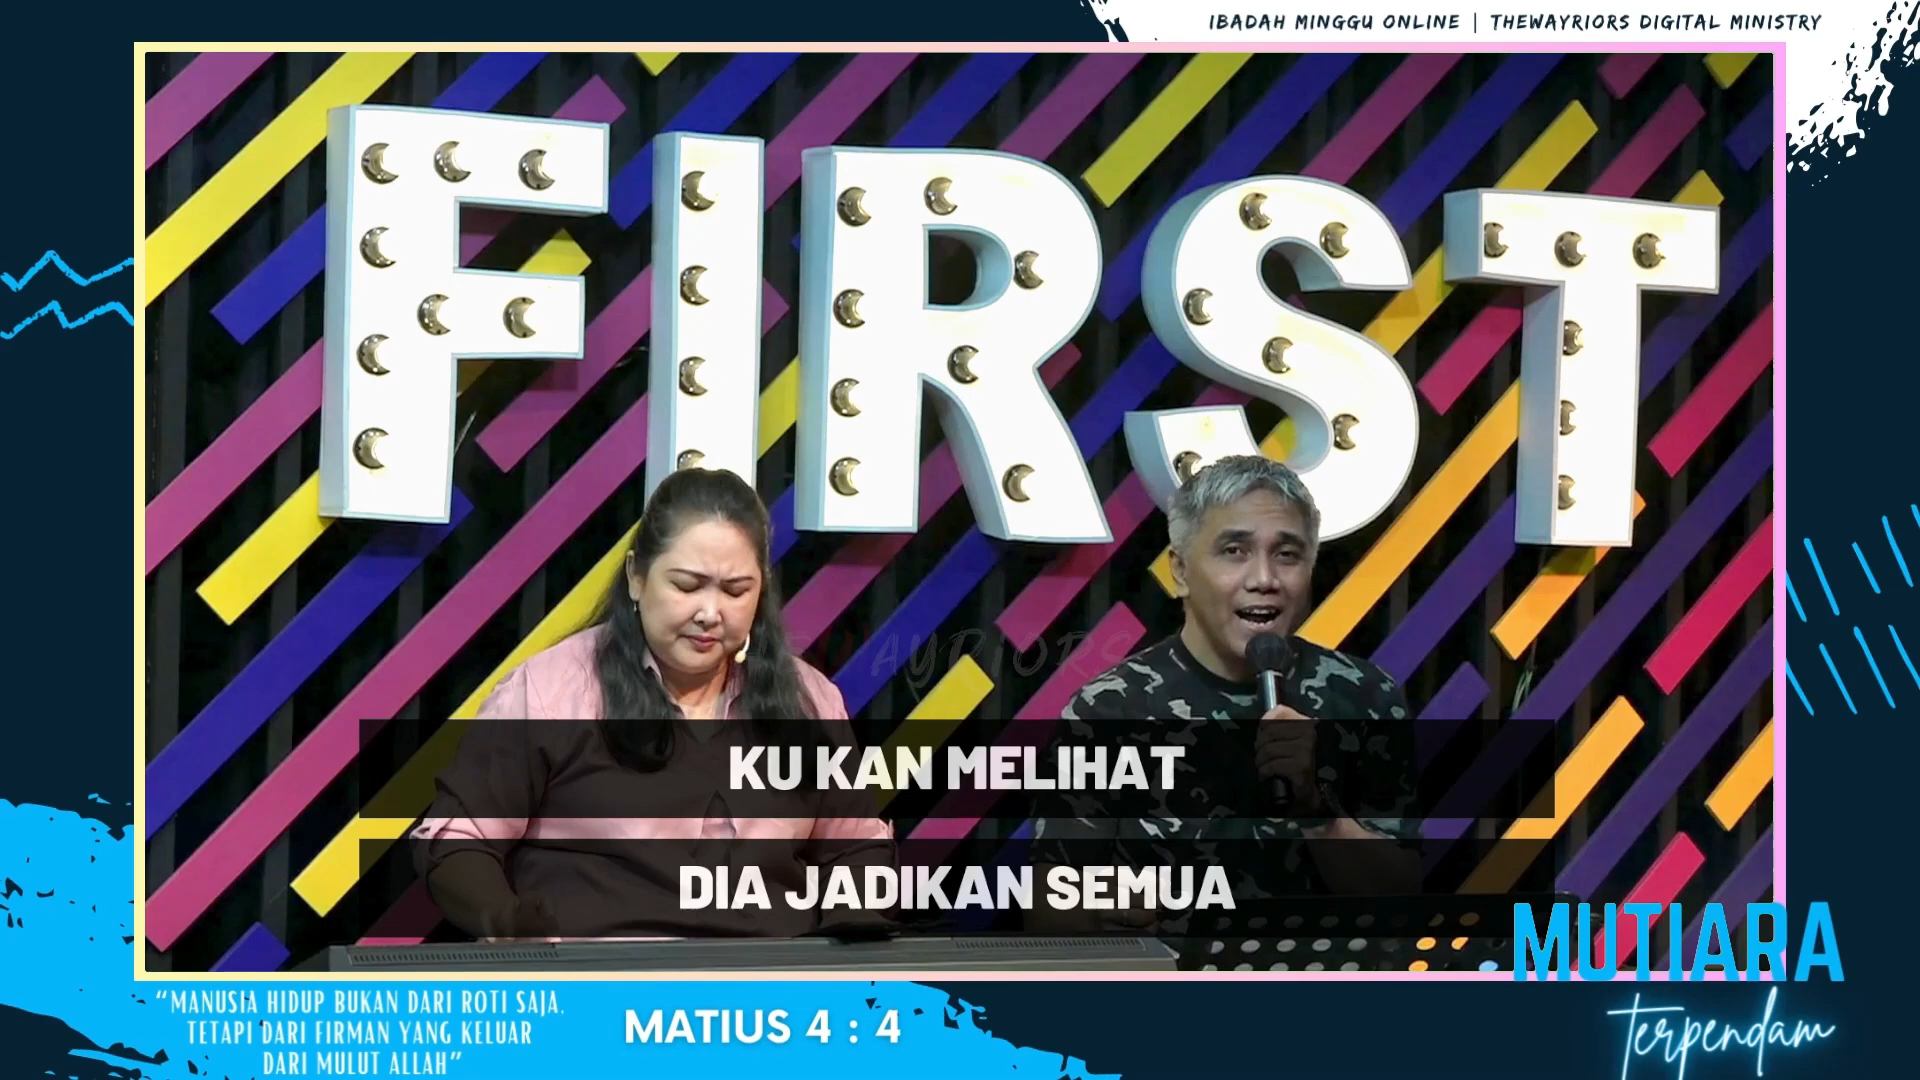 IBADAH MINGGU ONLINE | THEWAYRIORS DIGITAL MINISTRY
FIRST
AYRIORS
KU KAN MELIHAT
DIA JADIKAN SEMUA
MUTIARA
terpendam
"MANUSIA HIDUP BUKAN DARI ROTI SAJA,
TETAPI DARI FIRMAN YANG KELUAR
DARI MULUT ALLAH"
MATIUS 4 : 4